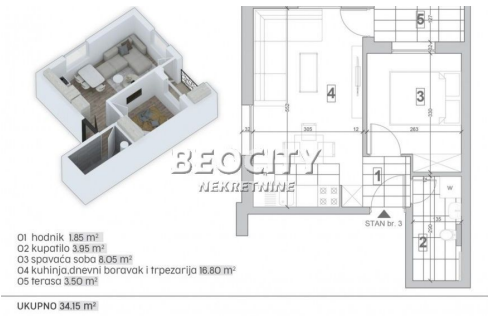 BEOCITY
NEKRETNINE
5
4
3
1
2
32
305
10
263
W
STAN br. 3
01 hodnik 1.85 m²
02 kupatilo 3.95 m²
03 spavaća soba 8.05 m²
04 kuhinja,dnevni boravak i trpezarija 16.80 m²
05 terasa 3.50 m²
UKUPNO 34.15 m²